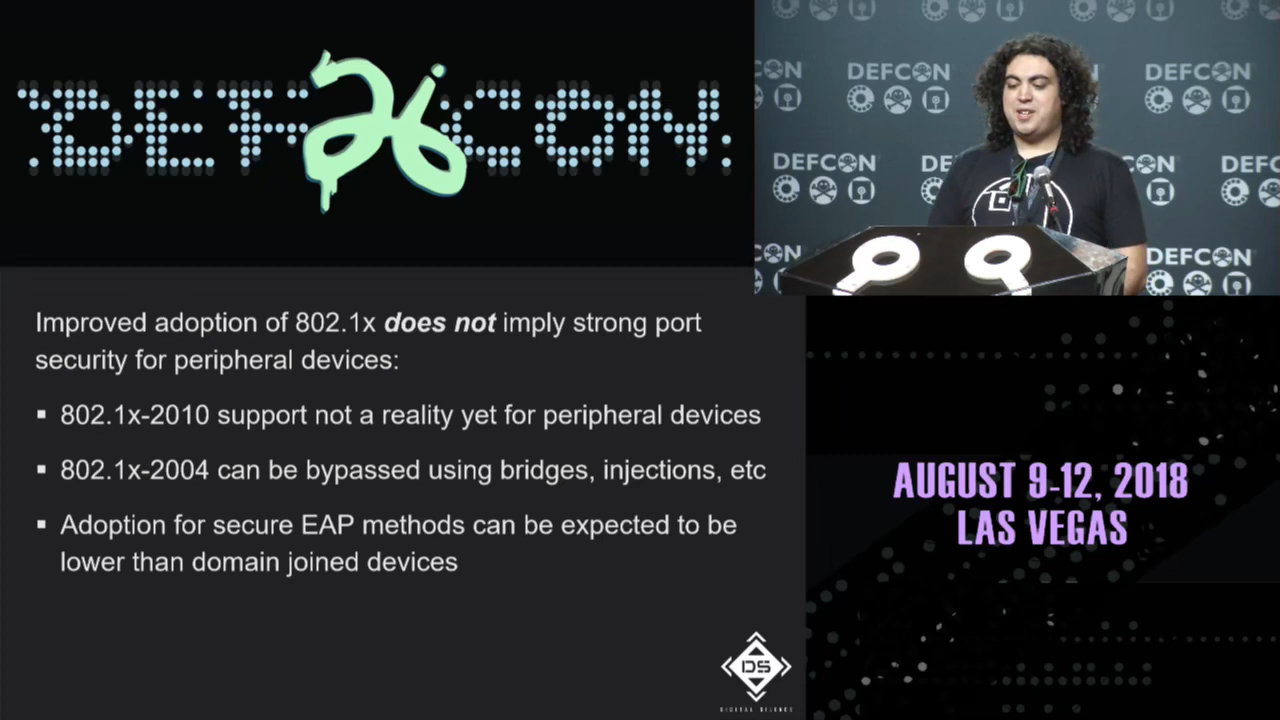 DEF CON 26
DEFCON
DEFCON
DEFCON
DEFCON
DEFCON
Improved adoption of 802.1x does not imply strong port
security for peripheral devices:
▪ 802.1x-2010 support not a reality yet for peripheral devices
▪ 802.1x-2004 can be bypassed using bridges, injections, etc
▪ Adoption for secure EAP methods can be expected to be
lower than domain joined devices
AUGUST 9-12, 2018
LAS VEGAS
DS
DIGITAL SILENCE